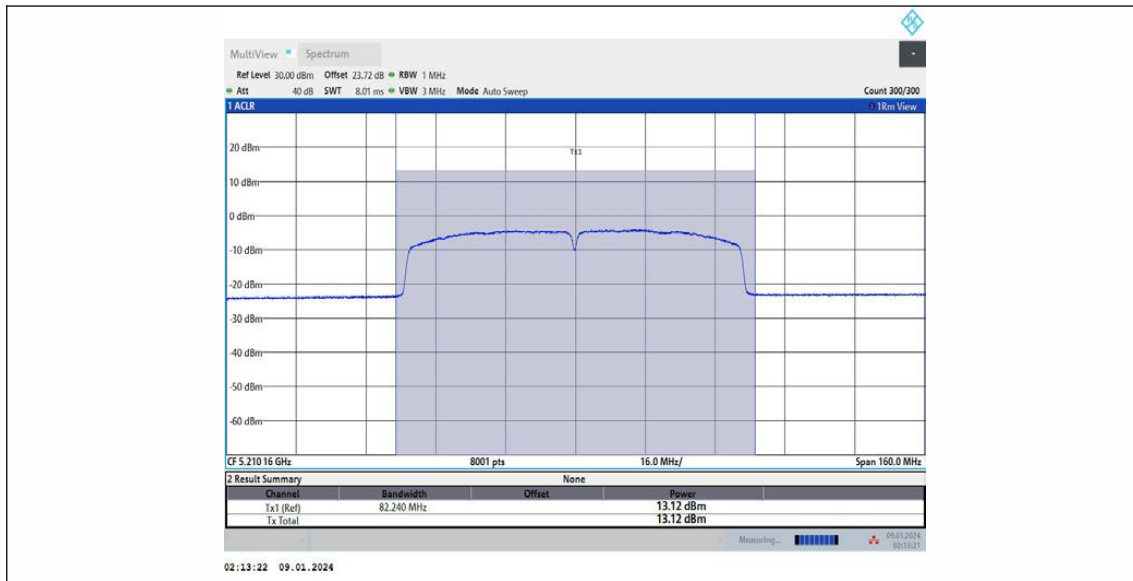 MultiView Spectrum
Ref Level 30.00 dBm Offset 23.72 dB RBW 1 MHz
Att 40 dB SWT 8.01 ms VBW 3 MHz Mode Auto Sweep Count 300/300
1 ACLR 1Rm View
20 dBm
Tx1
10 dBm
0 dBm
-10 dBm
-20 dBm
-30 dBm
-40 dBm
-50 dBm
-60 dBm
CF 5.210 16 GHz 8001 pts 16.0 MHz/ Span 160.0 MHz
2 Result Summary None
Channel Bandwidth Offset Power
Tx1 (Ref) 82.240 MHz 13.12 dBm
Tx Total 13.12 dBm
Measuring... 09.01.2024
02:13:21
02:13:22 09.01.2024